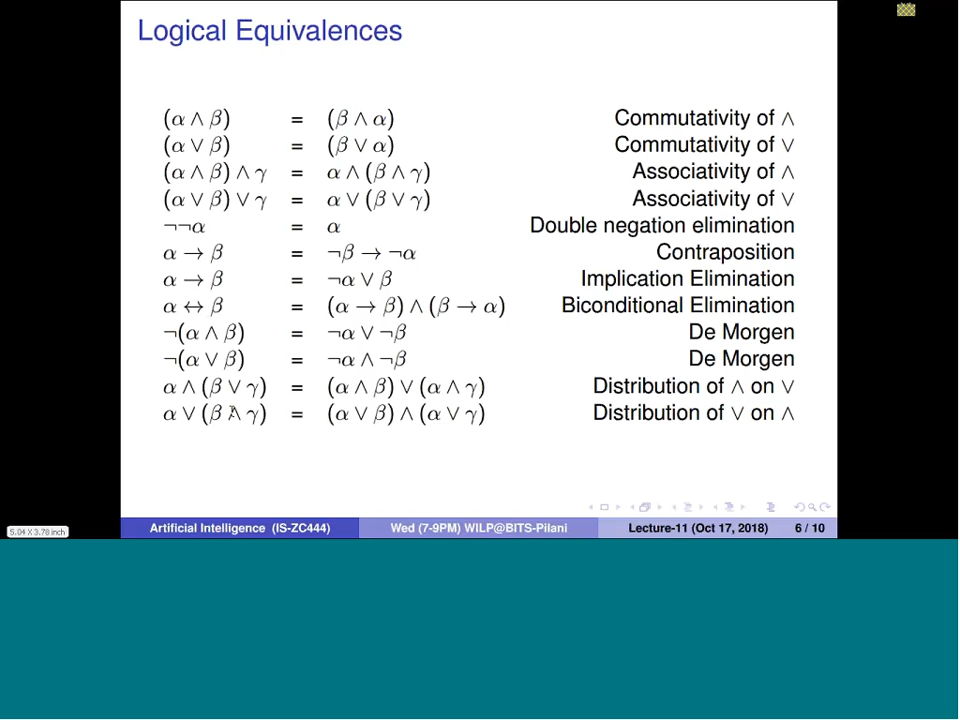 Logical Equivalences
(α ∧ β) = (β ∧ α) Commutativity of ∧
(α ∨ β) = (β ∨ α) Commutativity of ∨
(α ∧ β) ∧ γ = α ∧ (β ∧ γ) Associativity of ∧
(α ∨ β) ∨ γ = α ∨ (β ∨ γ) Associativity of ∨
¬¬α = α Double negation elimination
α → β = ¬β → ¬α Contraposition
α → β = ¬α ∨ β Implication Elimination
α ↔ β = (α → β) ∧ (β → α) Biconditional Elimination
¬(α ∧ β) = ¬α ∨ ¬β De Morgen
¬(α ∨ β) = ¬α ∧ ¬β De Morgen
α ∧ (β ∨ γ) = (α ∧ β) ∨ (α ∧ γ) Distribution of ∧ on ∨
α ∨ (β ∧ γ) = (α ∨ β) ∧ (α ∨ γ) Distribution of ∨ on ∧
Artificial Intelligence (IS-ZC444) Wed (7-9PM) WILP@BITS-Pilani Lecture-11 (Oct 17, 2018) 6 / 10
5.04 X 3.78 inch